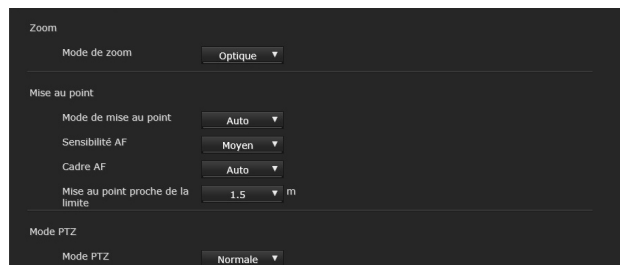 Zoom
Mode de zoom Optique
Mise au point
Mode de mise au point Auto
Sensibilité AF Moyen
Cadre AF Auto
Mise au point proche de la limite 1.5 m
Mode PTZ
Mode PTZ Normale